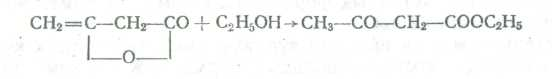 CH₂=C—CH₂—CO + C₂H₅OH → CH₃—CO—CH₂—COOC₂H₅
O